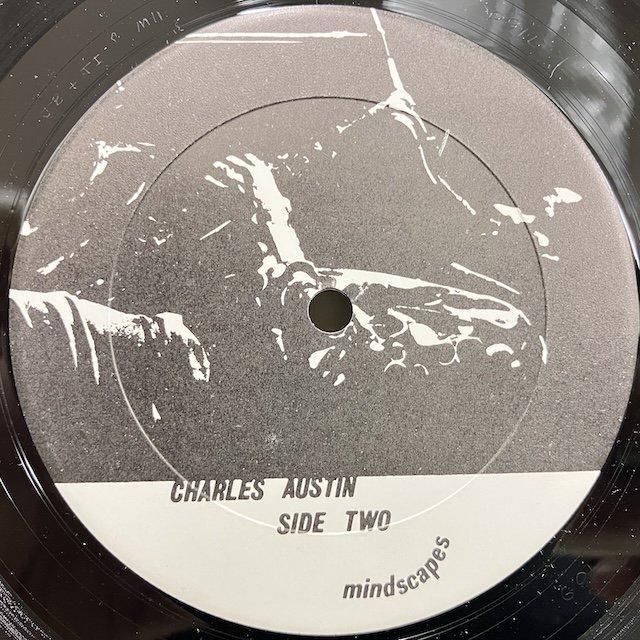 CHARLES AUSTIN
SIDE TWO
mindscapes